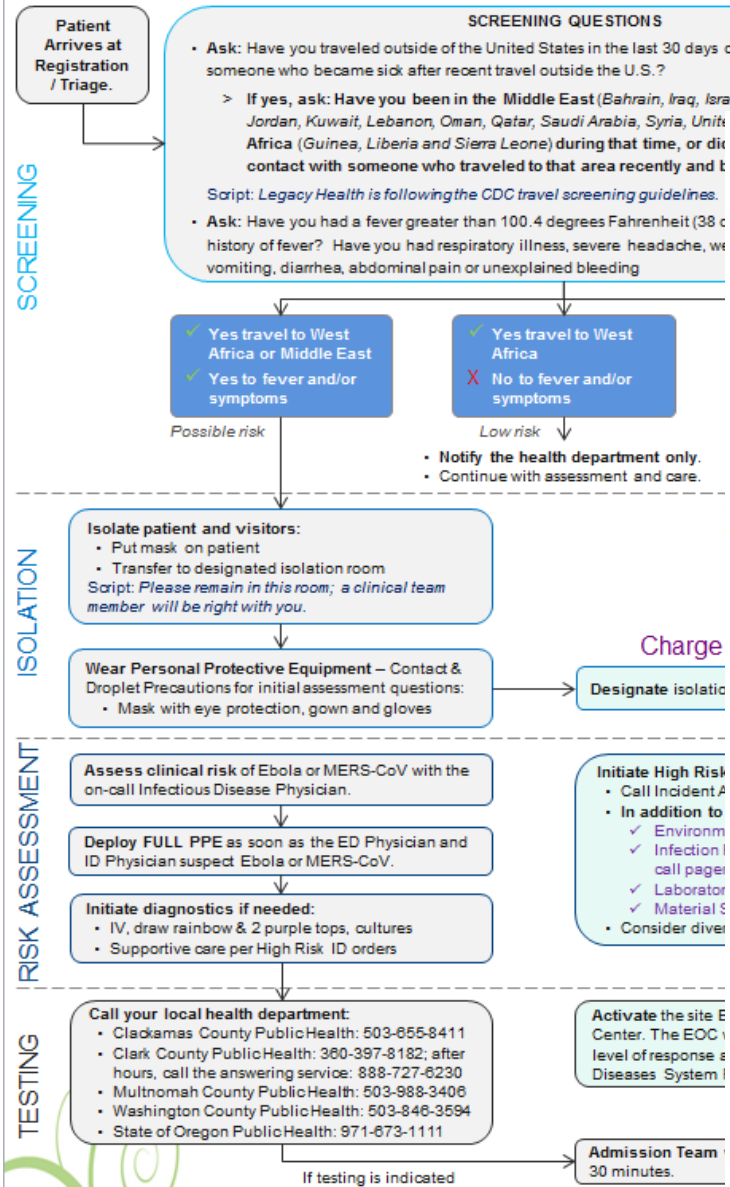 Patient
Arrives at
Registration
/ Triage.
SCREENING QUESTIONS
• Ask: Have you traveled outside of the United States in the last 30 days
someone who became sick after recent travel outside the U.S.?
> If yes, ask: Have you been in the Middle East (Bahrain, Iraq,
Jordan, Kuwait, Lebanon, Oman, Qatar, Saudi Arabia, Syria,
Africa (Guinea, Liberia and Sierra Leone) during that time, or
contact with someone who traveled to that area recently and
Script: Legacy Health is following the CDC travel screening guidelines.
• Ask: Have you had a fever greater than 100.4 degrees Fahrenheit (38
history of fever? Have you had respiratory illness, severe headache,
vomiting, diarrhea, abdominal pain or unexplained bleeding
SCREENING
✓ Yes travel to West
Africa or Middle East
✓ Yes to fever and/or
symptoms
Possible risk
✓ Yes travel to West
Africa
X No to fever and/or
symptoms
Low risk
• Notify the health department only.
• Continue with assessment and care.
ISOLATION
Isolate patient and visitors:
• Put mask on patient
• Transfer to designated isolation room
Script: Please remain in this room; a clinical team
member will be right with you.
Wear Personal Protective Equipment – Contact &
Droplet Precautions for initial assessment questions:
• Mask with eye protection, gown and gloves
Charge
Designate
RISK ASSESSMENT
Assess clinical risk of Ebola or MERS-CoV with the
on-call Infectious Disease Physician.
Deploy FULL PPE as soon as the ED Physician and
ID Physician suspect Ebola or MERS-CoV.
Initiate diagnostics if needed:
• IV, draw rainbow & 2 purple tops, cultures
• Supportive care per High Risk ID orders
Initiate High Risk
• Call Incident
• In addition to
✓
✓ Infection
call
✓
✓ Material
• Consider
TESTING
Call your local health department:
• Clackamas County Public Health: 503-655-8411
• Clark County Public Health: 360-397-8182; after
hours, call the answering service: 888-727-6230
• Multnomah County Public Health: 503-988-3406
• Washington County Public Health: 503-846-3594
• State of Oregon Public Health: 971-673-1111
If testing is indicated
Activate the site
Center. The EOC
level of response
Diseases System
Admission Team
30 minutes.